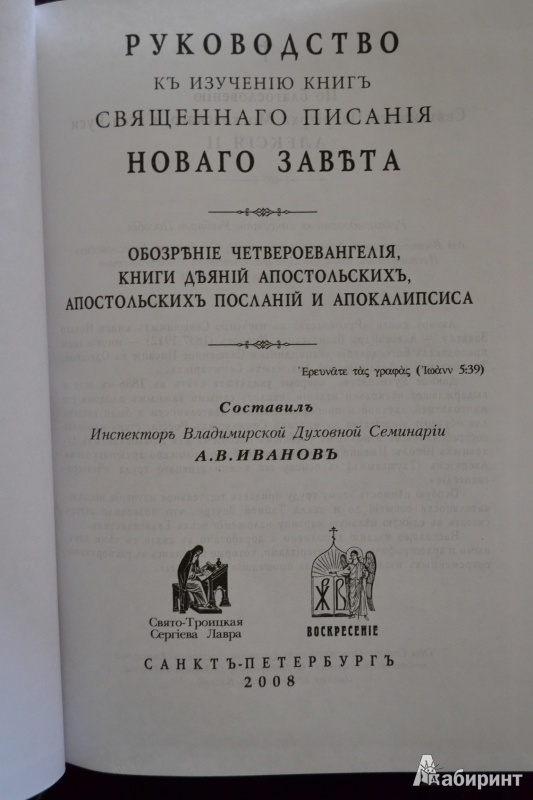 РУКОВОДСТВО
КЪ ИЗУЧЕНІЮ КНИГЪ
СВЯЩЕННАГО ПИСАНІЯ
НОВАГО ЗАВѢТА
ОБОЗРѢНІЕ ЧЕТВЕРОЕВАНГЕЛІЯ,
КНИГИ ДѢЯНІЙ АПОСТОЛЬСКИХЪ,
АПОСТОЛЬСКИХЪ ПОСЛАНІЙ И АПОКАЛИПСИСА
Ἐρευνᾶτε τὰς γραφάς (Ἰωάνν 5:39)
Составилъ
Инспекторъ Владимирской Духовной Семинаріи
А.В.ИВАНОВЪ
Свято-Троицкая
Сергіева Лавра
ВОСКРЕСЕНІЕ
САНКТЪ-ПЕТЕРБУРГЪ
2008
Лабиринт